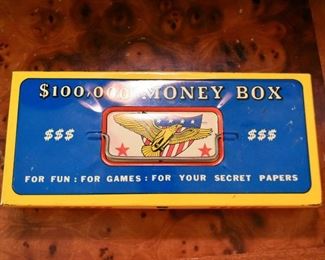 $100,000 MONEY BOX
$$$ $$$
FOR FUN : FOR GAMES : FOR YOUR SECRET PAPERS